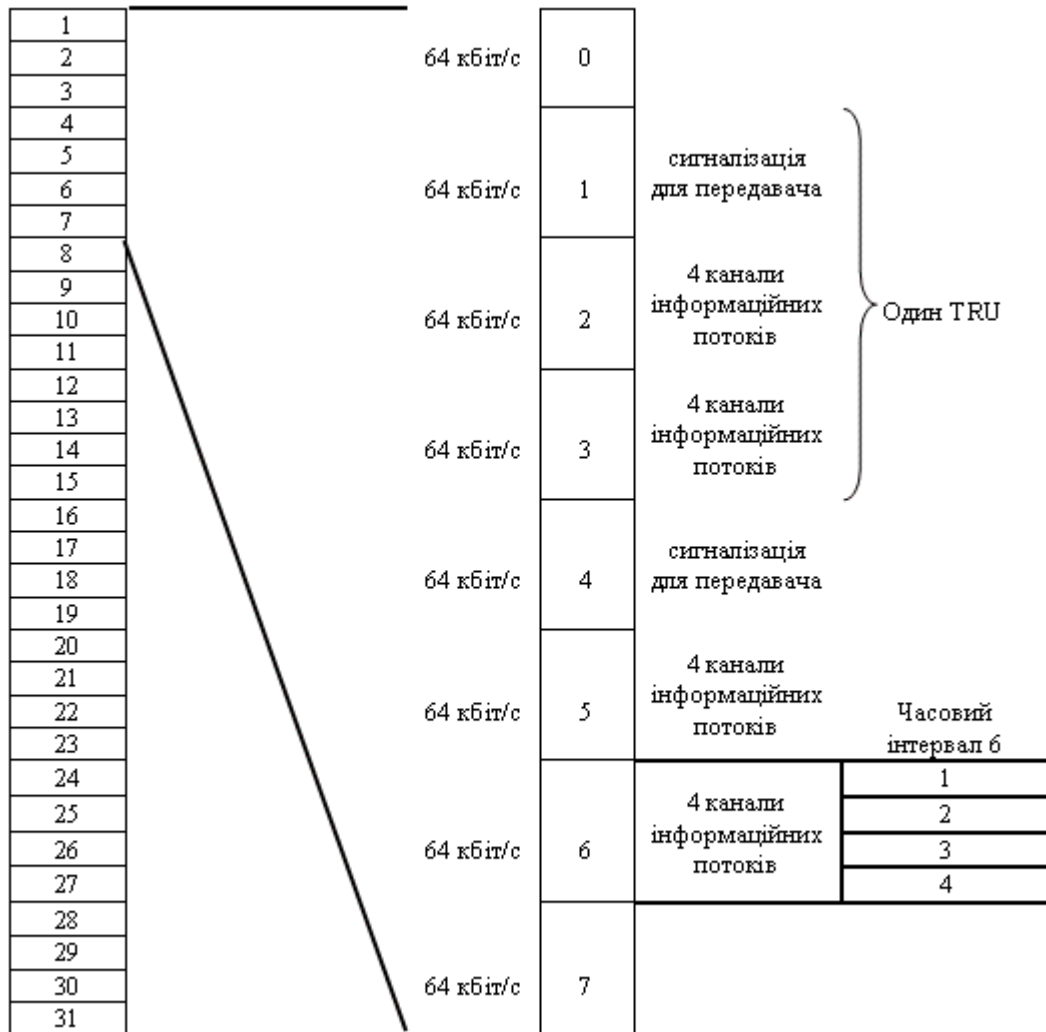 1
2
3
4
5
6
7
8
9
10
11
12
13
14
15
16
17
18
19
20
21
22
23
24
25
26
27
28
29
30
31
64 кбіт/с
0
64 кбіт/с
1
сигналізація
для передавача
64 кбіт/с
2
4 канали
інформаційних
потоків
Один TRU
64 кбіт/с
3
4 канали
інформаційних
потоків
64 кбіт/с
4
сигналізація
для передавача
64 кбіт/с
5
4 канали
інформаційних
потоків
Часовий
інтервал 6
64 кбіт/с
6
4 канали
інформаційних
потоків
1
2
3
4
64 кбіт/с
7